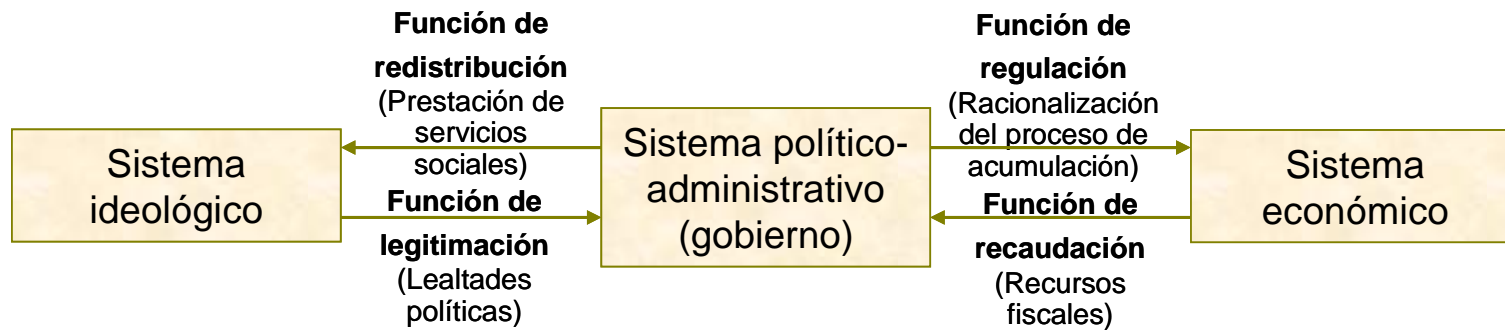 Función de
redistribución
(Prestación de
servicios
sociales)
Función de
regulación
(Racionalización
del proceso de
acumulación)
Sistema
ideológico
Sistema político-
administrativo
(gobierno)
Sistema
económico
Función de
legitimación
(Lealtades
políticas)
Función de
recaudación
(Recursos
fiscales)